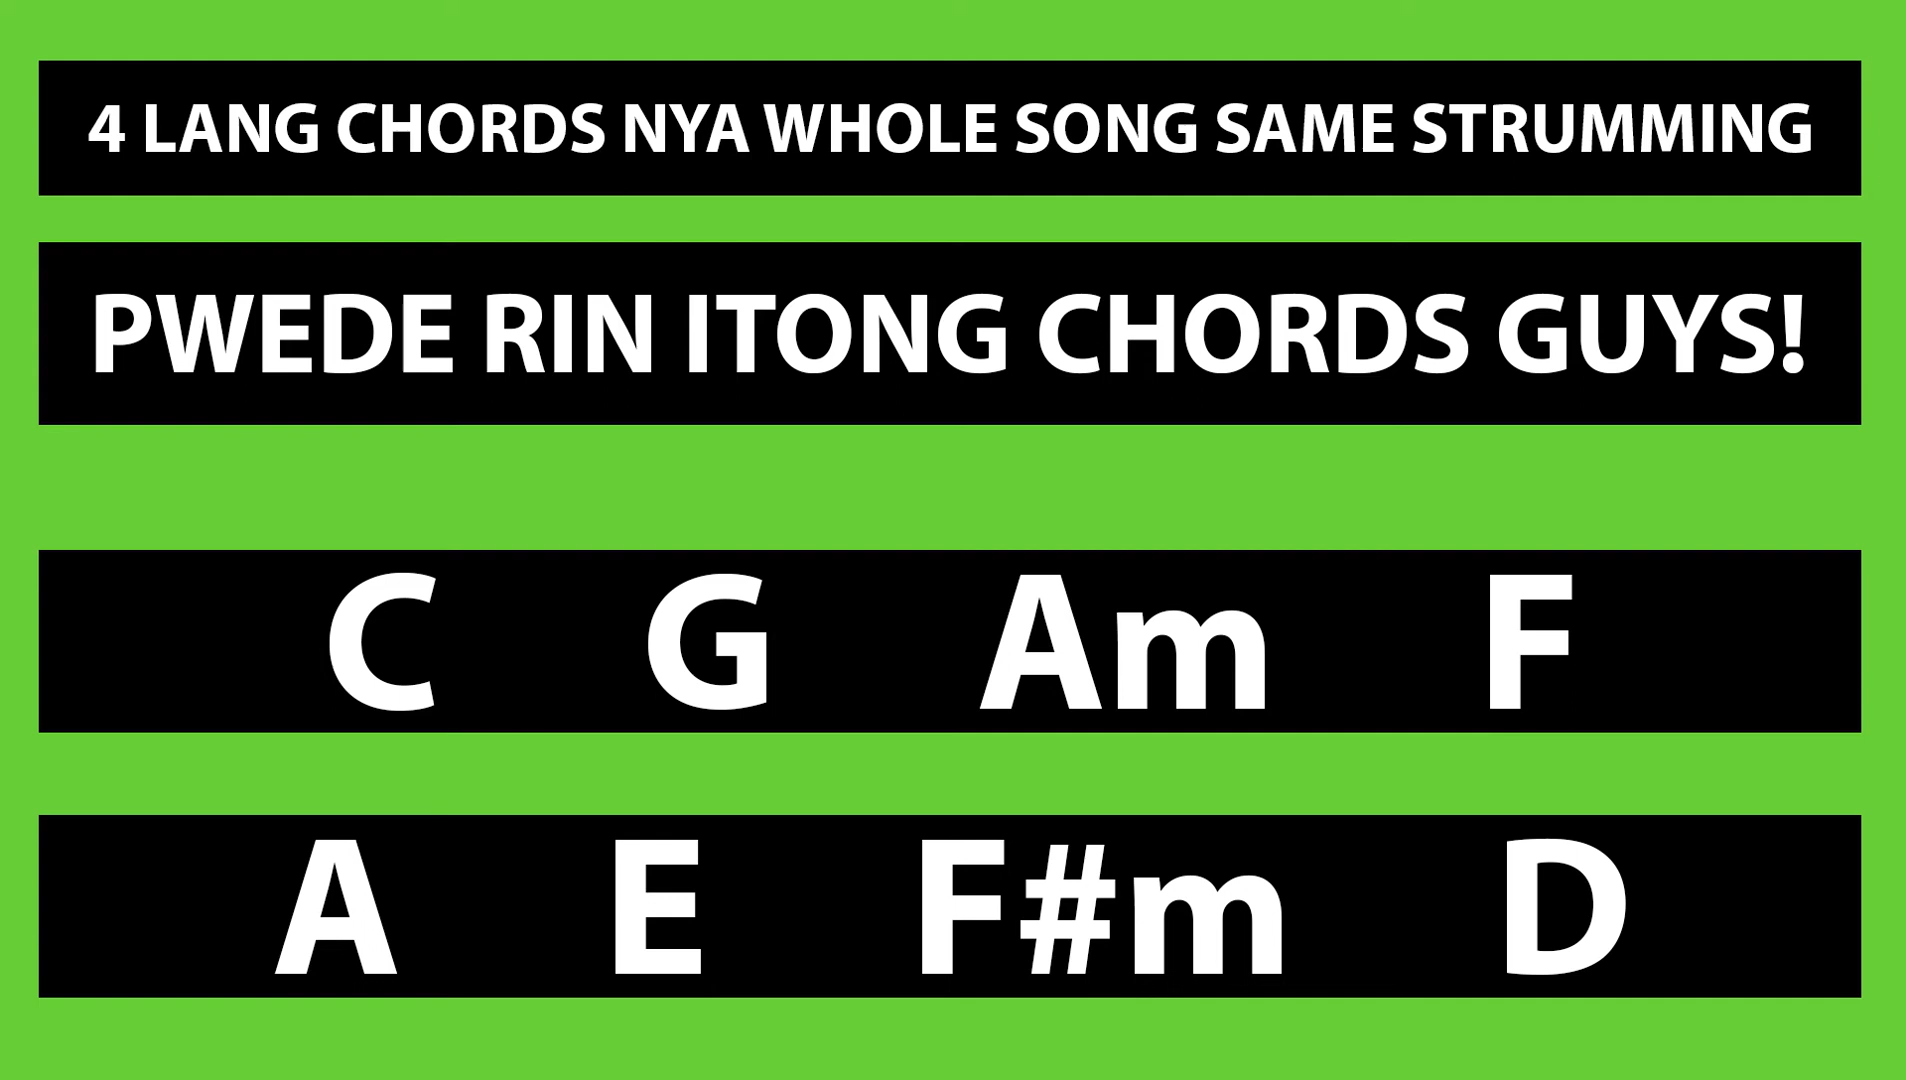 4 LANG CHORDS NYA WHOLE SONG SAME STRUMMING
PWEDE RIN ITONG CHORDS GUYS!
C G Am F
A E F#m D